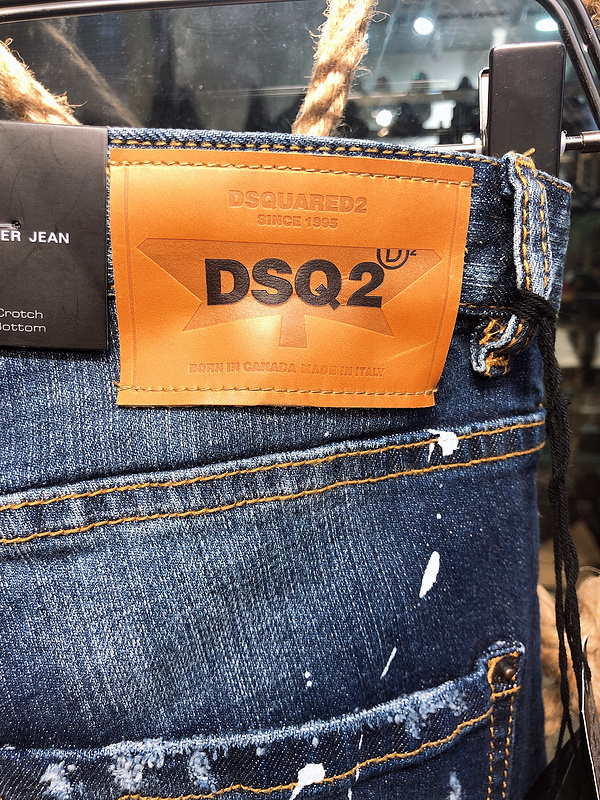 ER JEAN
Crotch
Bottom
DSQUARED2
SINCE 1995
D2
DSQ2
BORN IN CANADA MADE IN ITALY